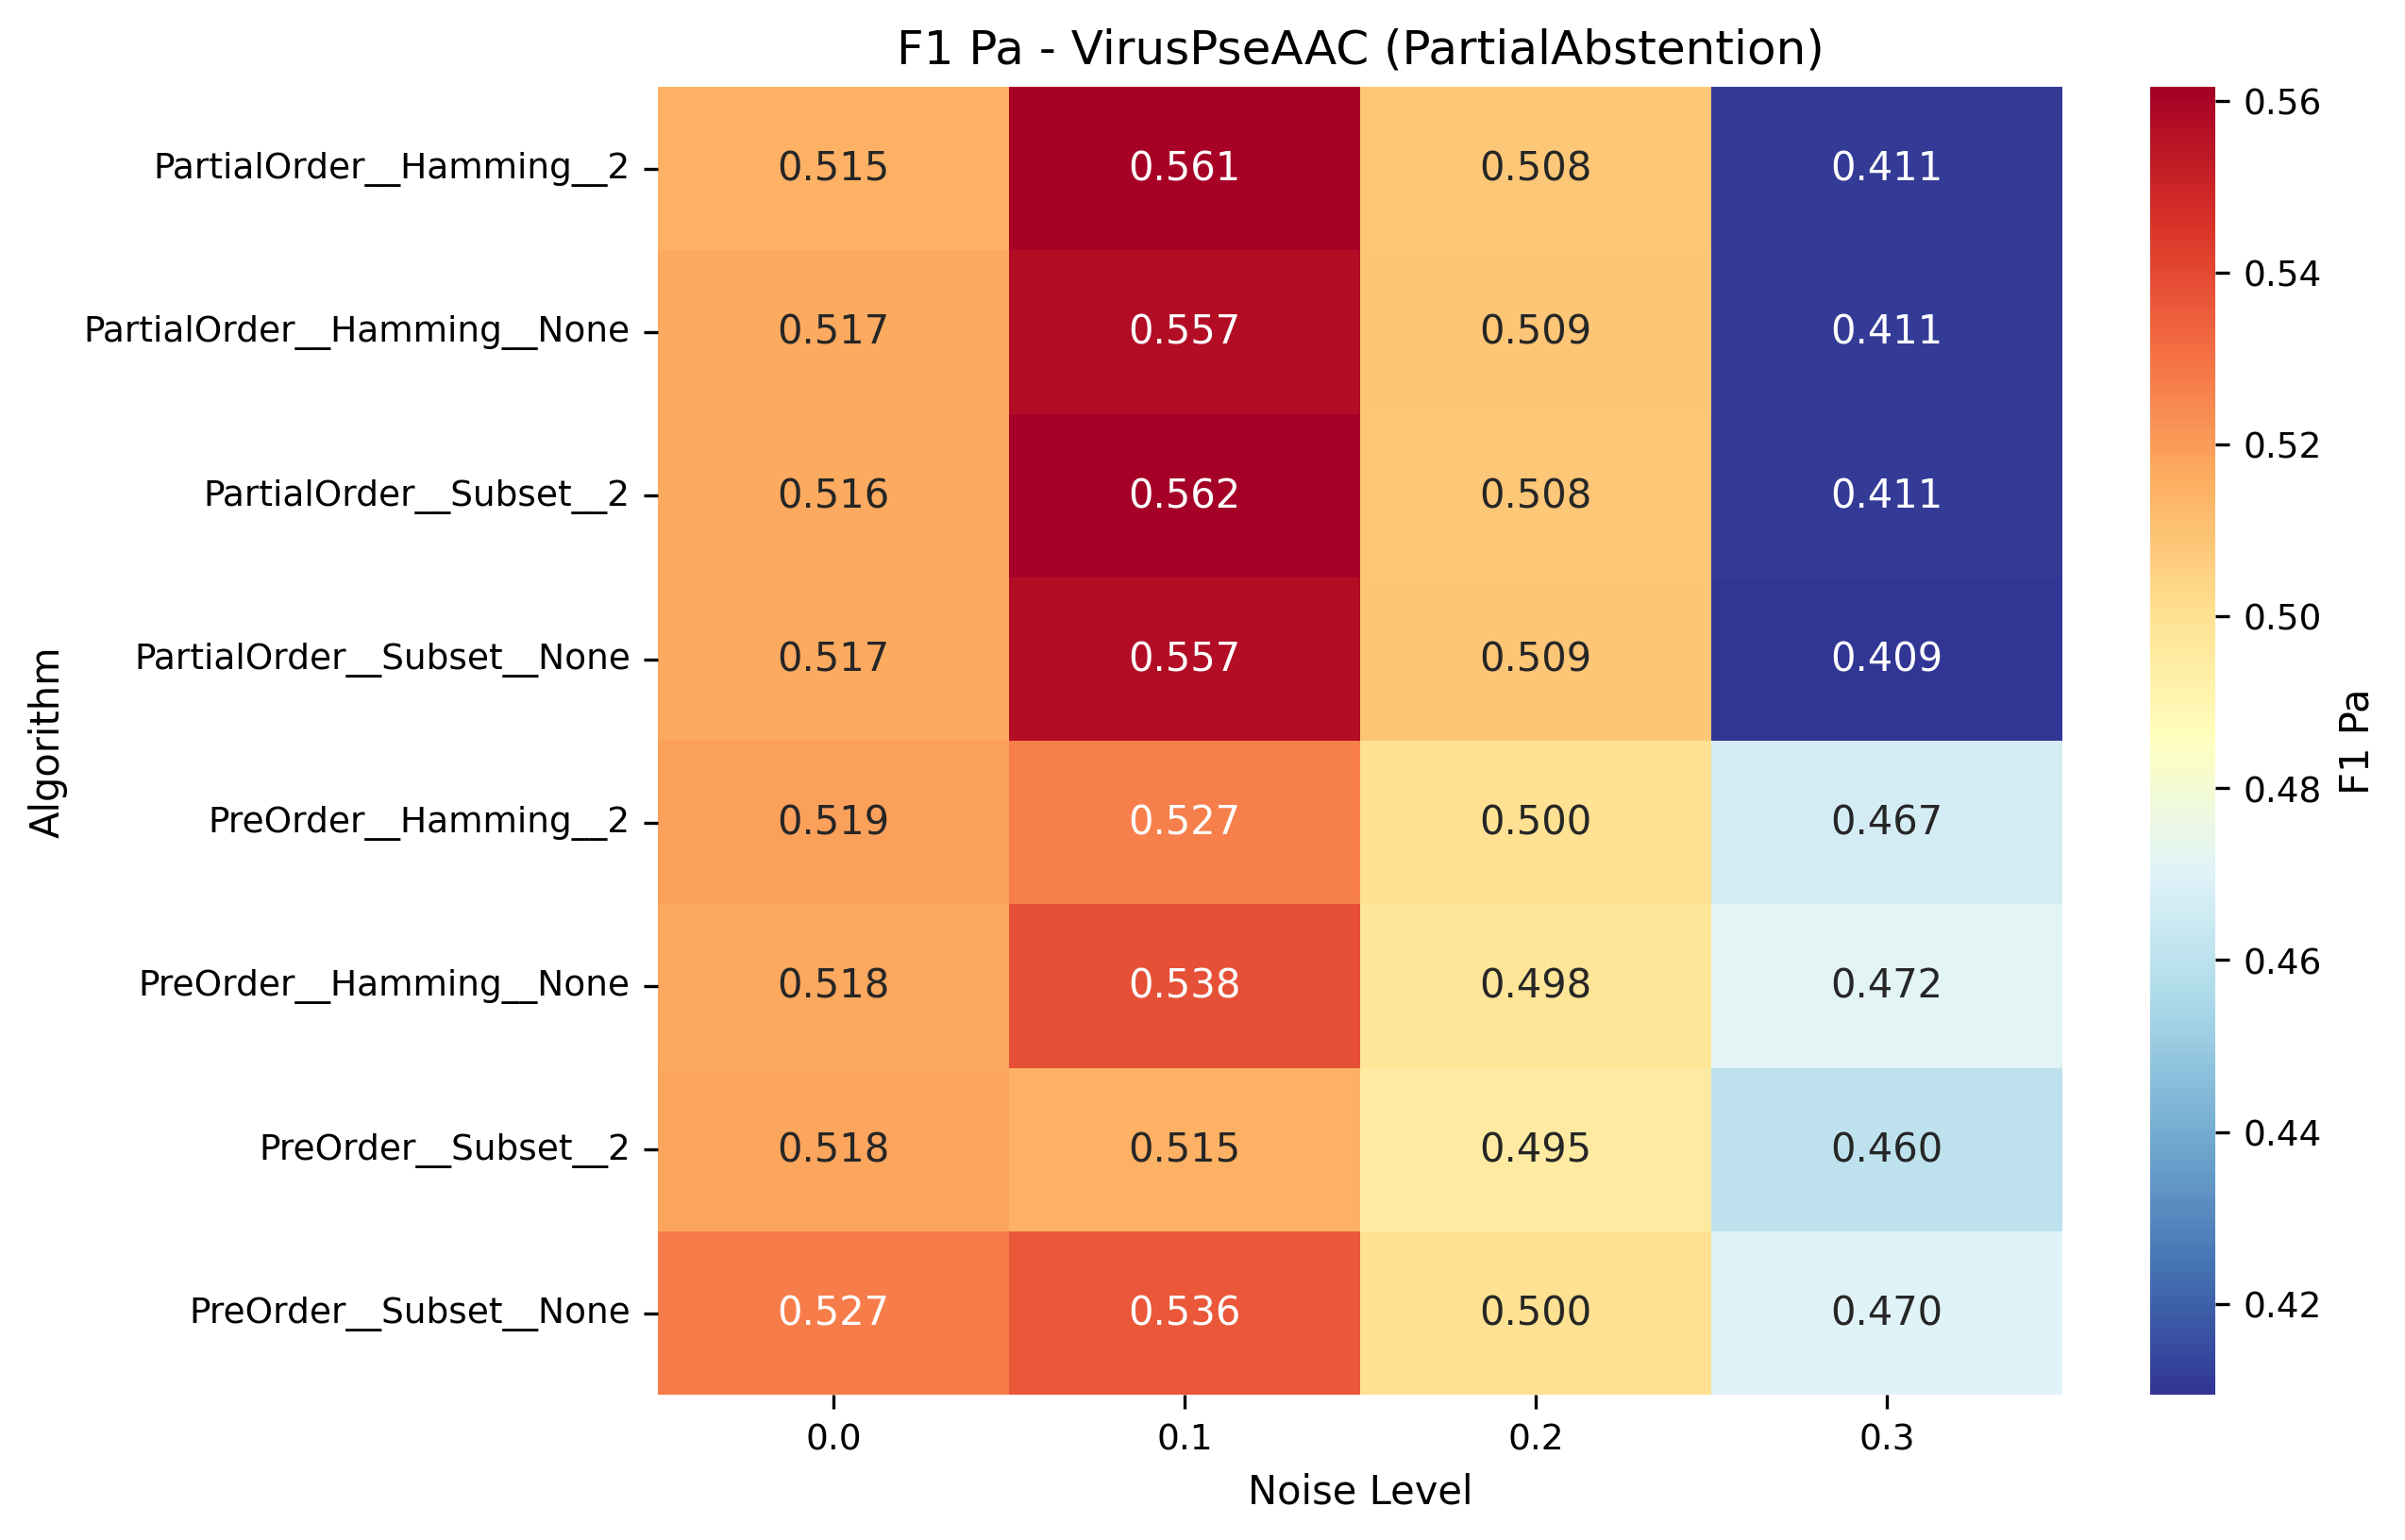 F1 Pa - VirusPseAAC (PartialAbstention)
Algorithm
PartialOrder__Hamming__2 0.515 0.561 0.508 0.411
PartialOrder__Hamming__None 0.517 0.557 0.509 0.411
PartialOrder__Subset__2 0.516 0.562 0.508 0.411
PartialOrder__Subset__None 0.517 0.557 0.509 0.409
PreOrder__Hamming__2 0.519 0.527 0.500 0.467
PreOrder__Hamming__None 0.518 0.538 0.498 0.472
PreOrder__Subset__2 0.518 0.515 0.495 0.460
PreOrder__Subset__None 0.527 0.536 0.500 0.470
0.0 0.1 0.2 0.3
Noise Level
0.56
0.54
0.52
0.50
0.48
0.46
0.44
0.42
F1 Pa